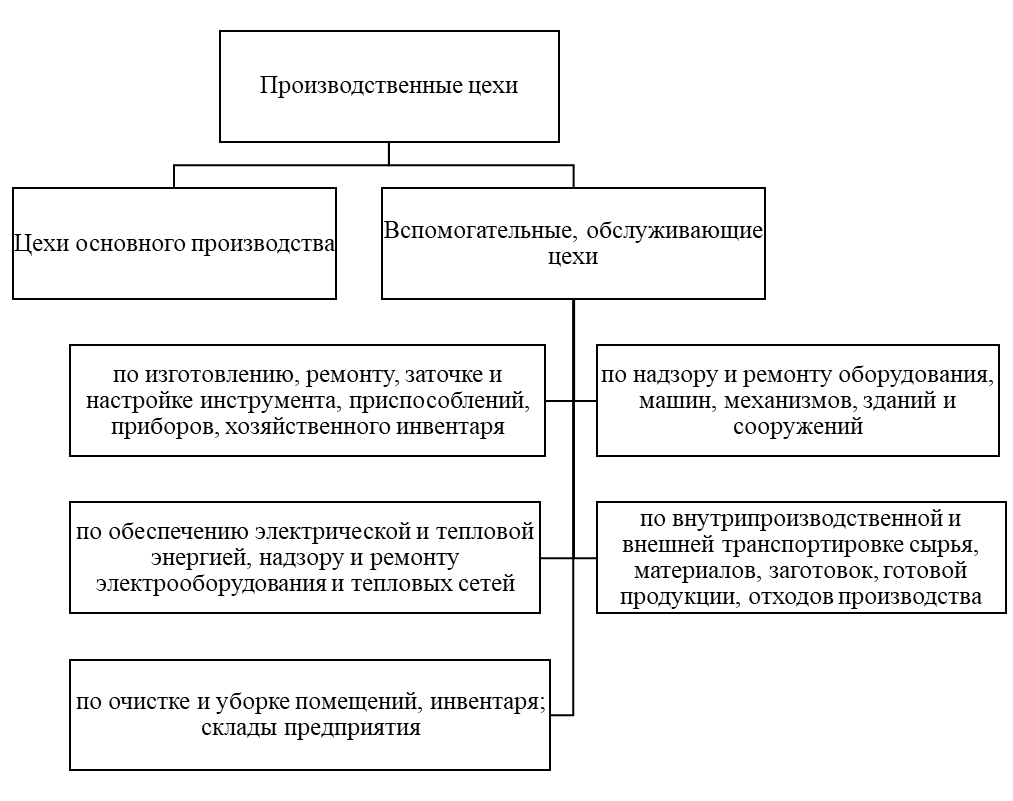 Производственные цехи
Цехи основного производства
Вспомогательные, обслуживающие
цехи
по изготовлению, ремонту, заточке и
настройке инструмента, приспособлений,
приборов, хозяйственного инвентаря
по надзору и ремонту оборудования,
машин, механизмов, зданий и
сооружений
по обеспечению электрической и тепловой
энергией, надзору и ремонту
электрооборудования и тепловых сетей
по внутрипроизводственной и
внешней транспортировке сырья,
материалов, заготовок, готовой
продукции, отходов производства
по очистке и уборке помещений, инвентаря;
склады предприятия